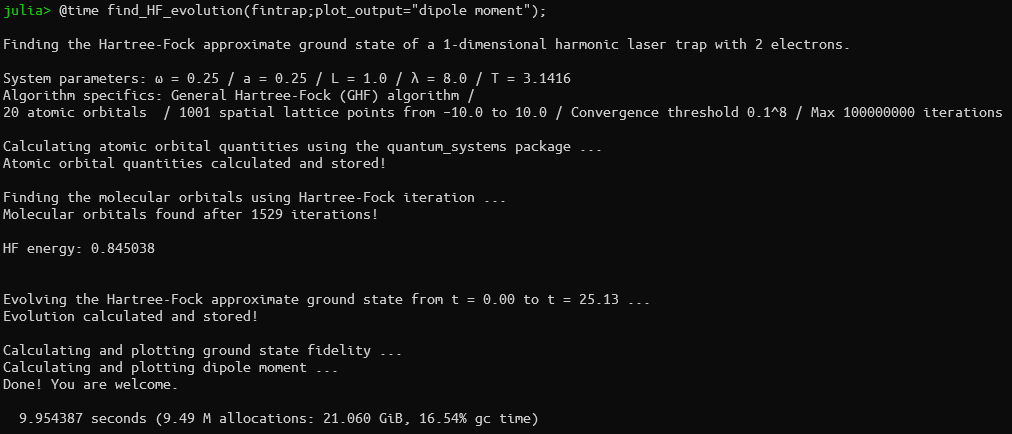 julia> @time find_HF_evolution(fintrap;plot_output="dipole moment");
Finding the Hartree-Fock approximate ground state of a 1-dimensional harmonic laser trap with 2 electrons.
System parameters: ω = 0.25 / a = 0.25 / L = 1.0 / λ = 8.0 / T = 3.1416
Algorithm specifics: General Hartree-Fock (GHF) algorithm /
20 atomic orbitals  / 1001 spatial lattice points from -10.0 to 10.0 / Convergence threshold 0.1^8 / Max 100000000 iterations
Calculating atomic orbital quantities using the quantum_systems package ...
Atomic orbital quantities calculated and stored!
Finding the molecular orbitals using Hartree-Fock iteration ...
Molecular orbitals found after 1529 iterations!
HF energy: 0.845038
Evolving the Hartree-Fock approximate ground state from t = 0.00 to t = 25.13 ...
Evolution calculated and stored!
Calculating and plotting ground state fidelity ...
Calculating and plotting dipole moment ...
Done! You are welcome.
9.954387 seconds (9.49 M allocations: 21.060 GiB, 16.54% gc time)